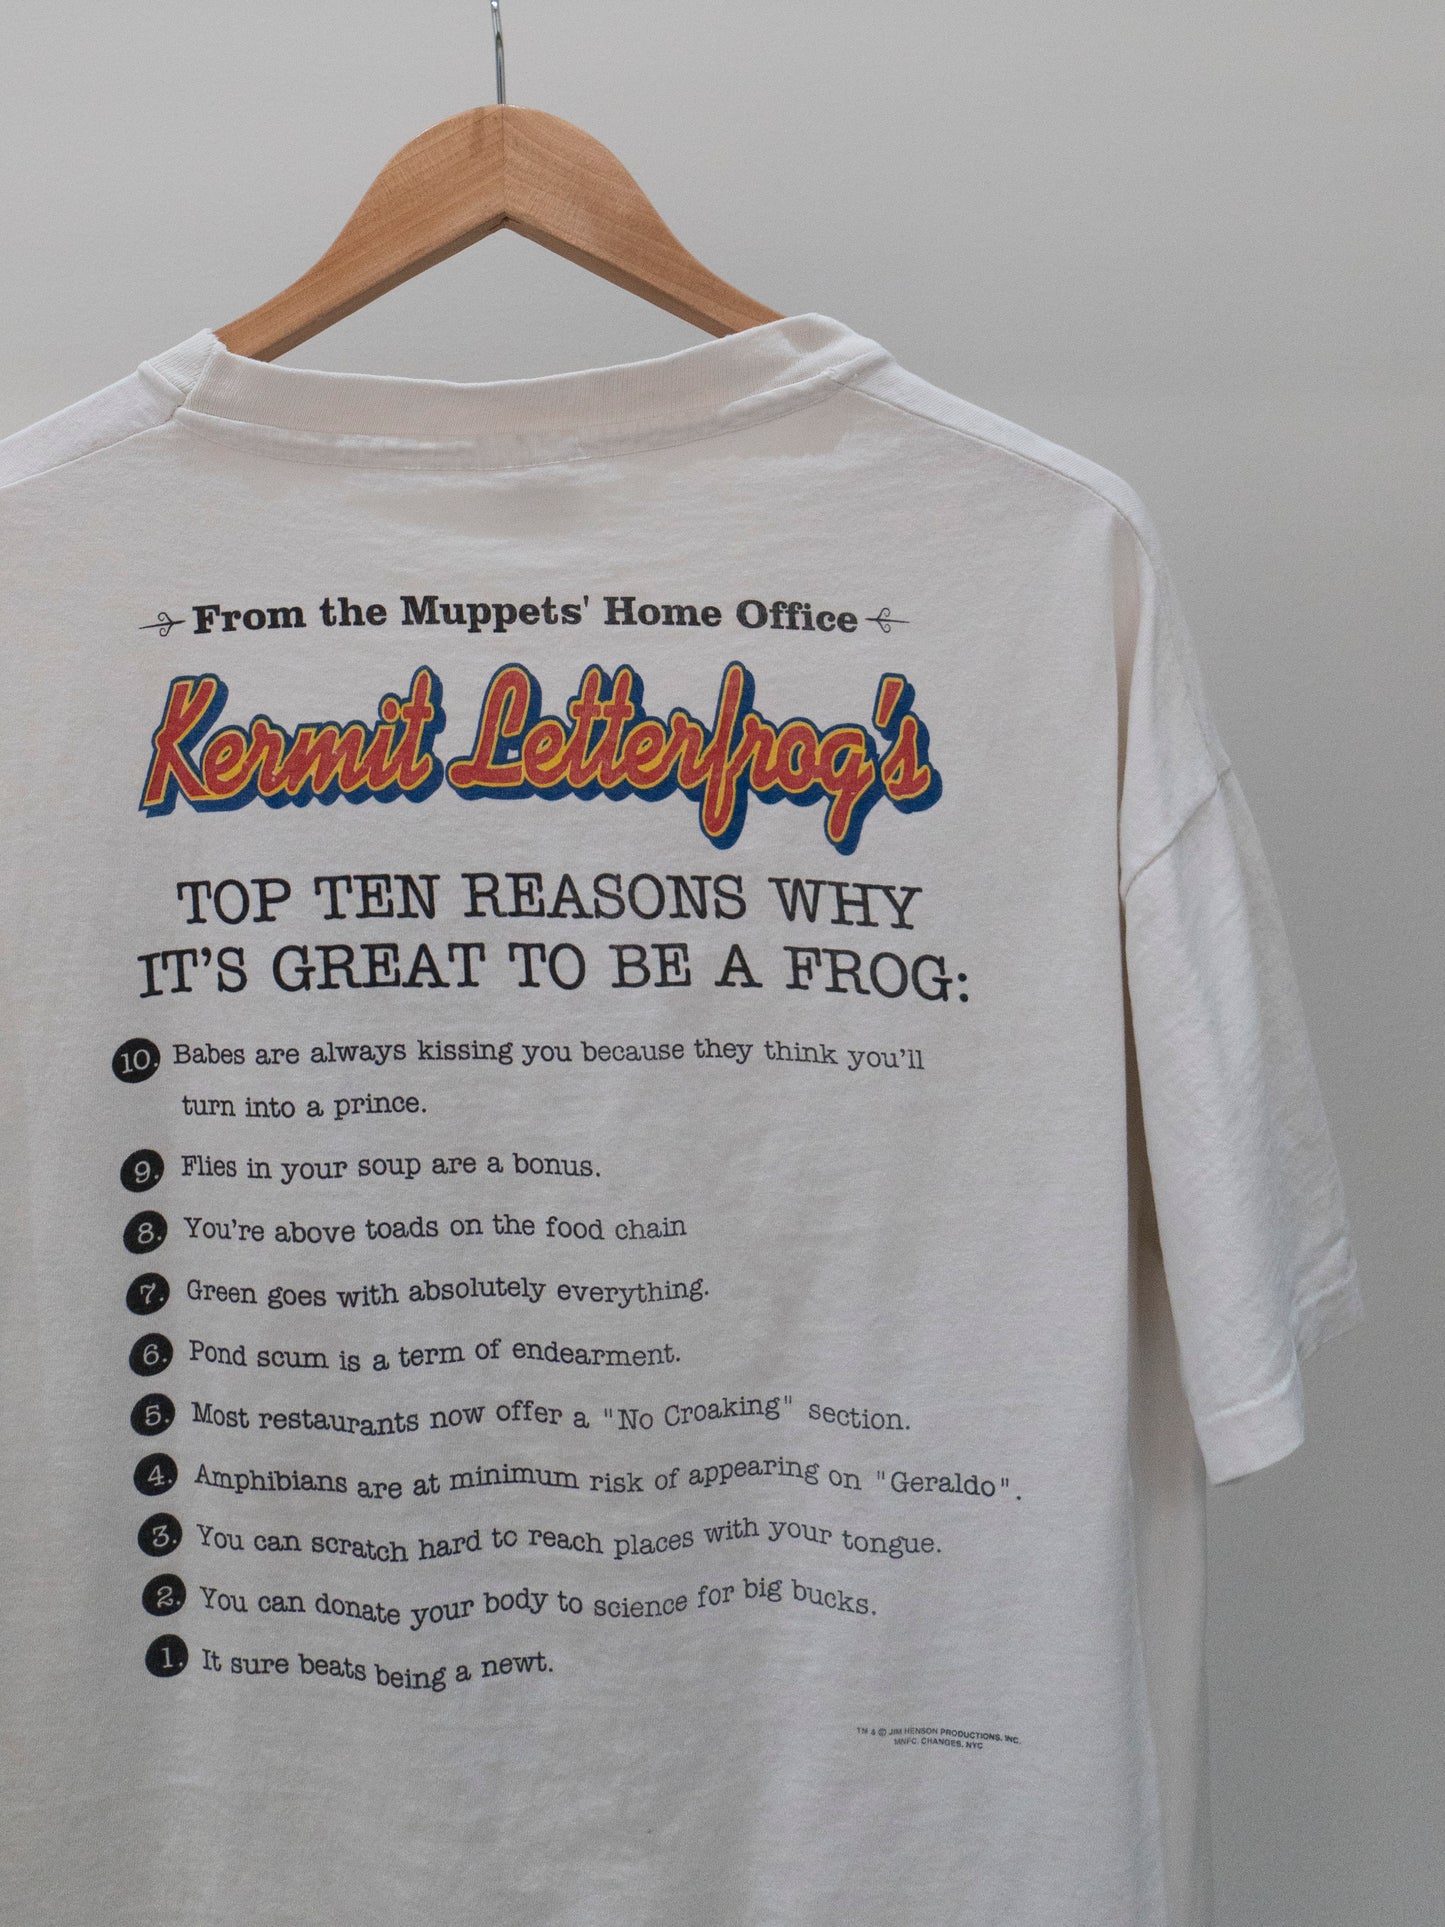 From the Muppets' Home Office
Kermit Letterfrog's
TOP TEN REASONS WHY
IT'S GREAT TO BE A FROG:
10. Babes are always kissing you because they think you'll
turn into a prince.
9. Flies in your soup are a bonus.
8. You're above toads on the food chain
7. Green goes with absolutely everything.
6. Pond scum is a term of endearment.
5. Most restaurants now offer a "No Croaking" section.
4. Amphibians are at minimum risk of appearing on "Geraldo".
3. You can scratch hard to reach places with your tongue.
2. You can donate your body to science for big bucks.
1. It sure beats being a newt.
TM & © JIM HENSON PRODUCTIONS, INC.
MNFC. CHANGES, NYC